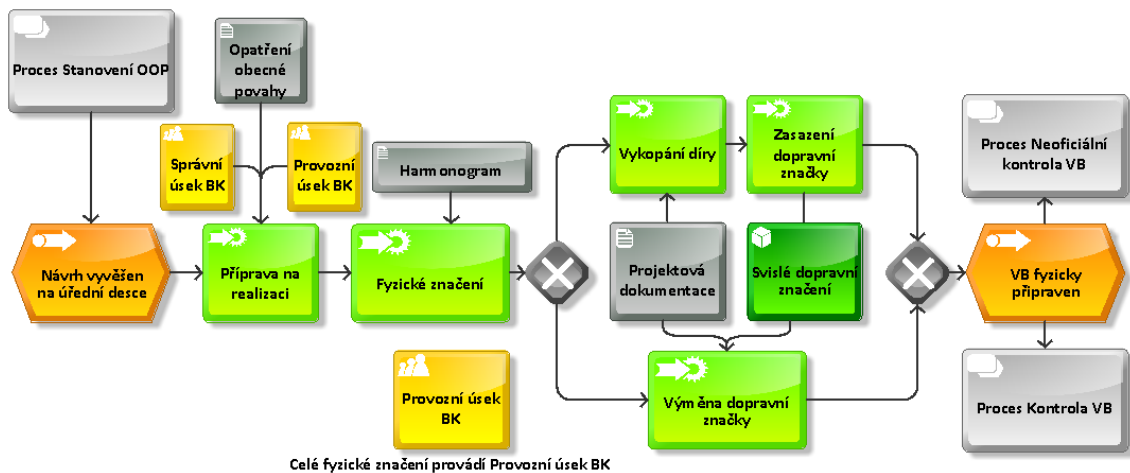 Proces Stanovení OOP
Opatření
obecné
povahy
Správní
úsek BK
Provozní
úsek BK
Harmonogram
Vykopání díry
Zasazení
dopravní
značky
Proces Neoficiální
kontrola VB
Návrh vyvěšen
na úřední desce
Příprava na
realizaci
Fyzické značení
Projektová
dokumentace
Svislé dopravní
značení
VB fyzicky
připraven
Provozní úsek
BK
Výměna dopravní
značky
Proces Kontrola VB
Celé fyzické značení provádí Provozní úsek BK